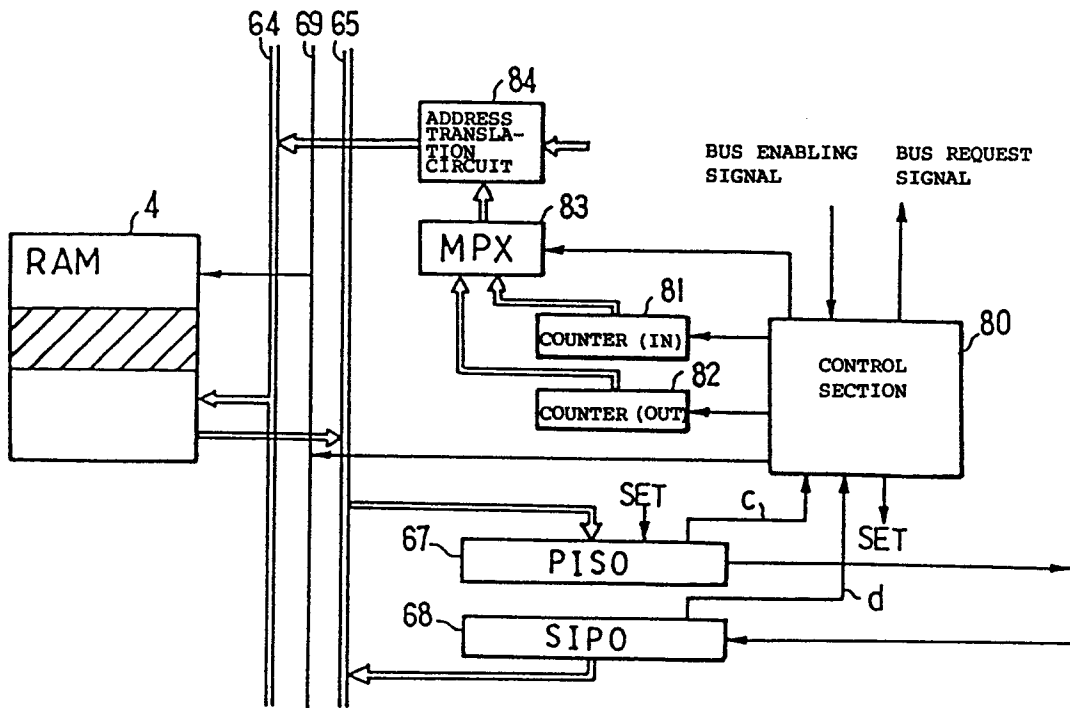 64
69
65
84
ADDRESS
TRANSLA-
TION
CIRCUIT
BUS ENABLING
SIGNAL
BUS REQUEST
SIGNAL
4
RAM
83
MPX
81
COUNTER (IN)
80
82
COUNTER (OUT)
CONTROL
SECTION
SET
c
SET
67
PISO
d
68
SIPO